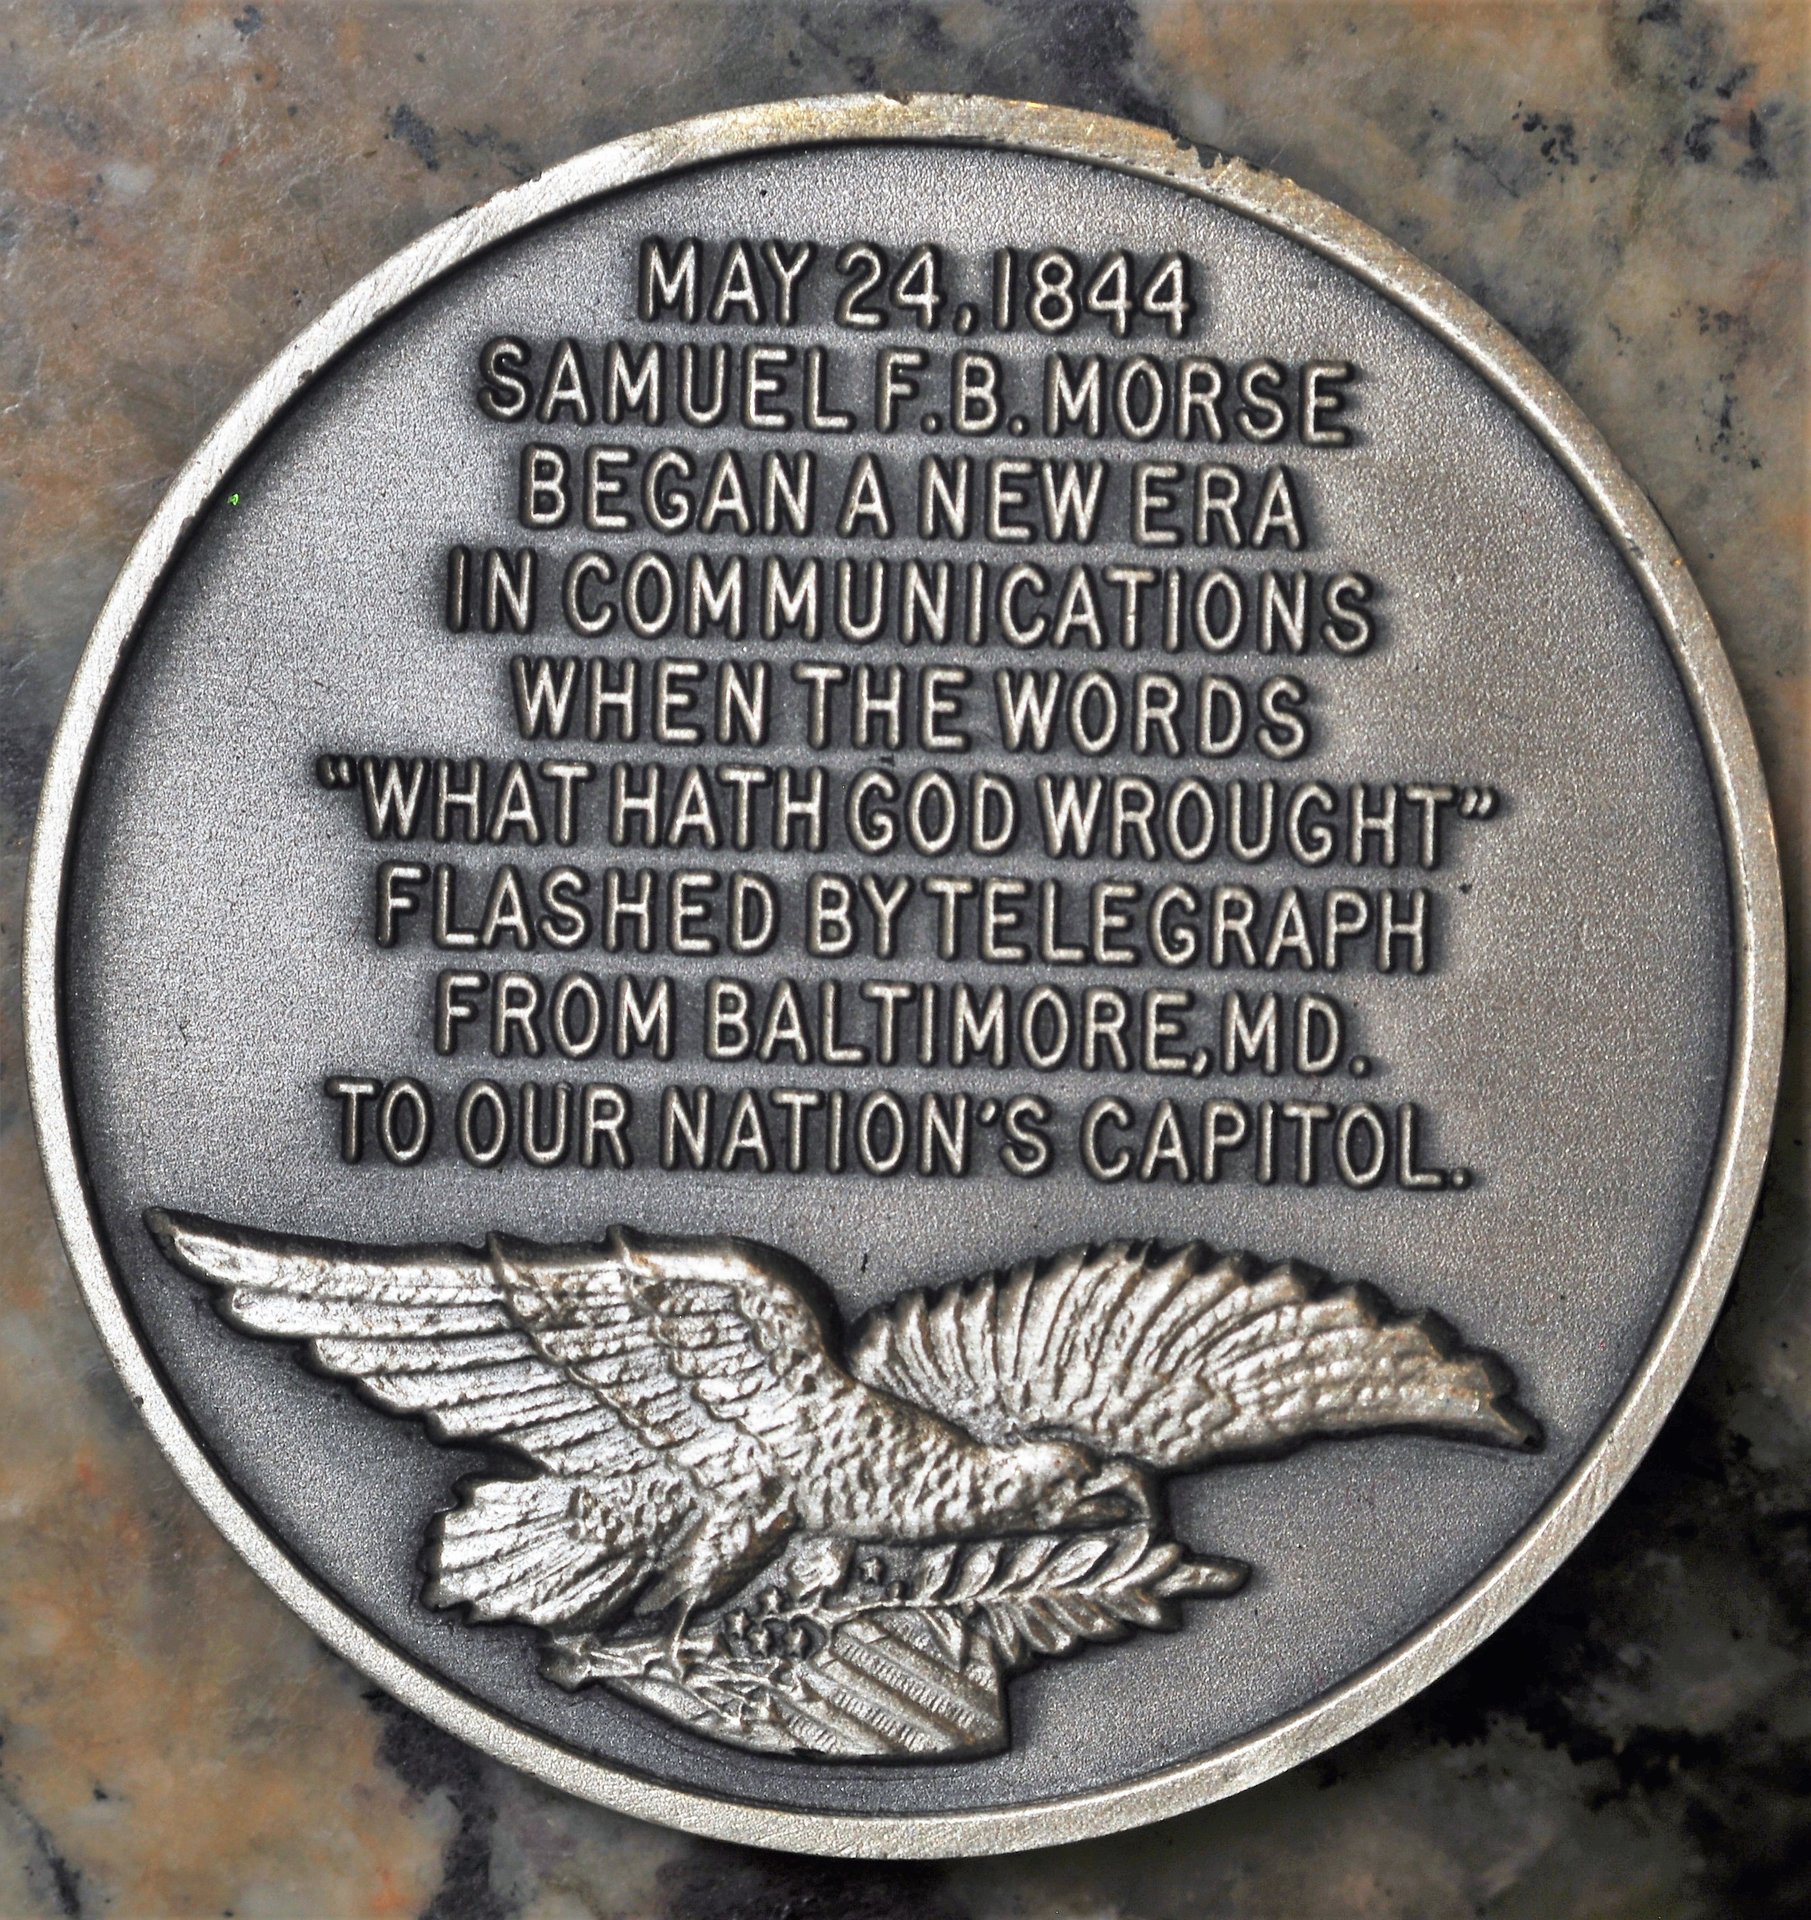 MAY 24, 1844
SAMUEL F.B. MORSE
BEGAN A NEW ERA
IN COMMUNICATIONS
WHEN THE WORDS
“WHAT HATH GOD WROUGHT”
FLASHED BY TELEGRAPH
FROM BALTIMORE, MD.
TO OUR NATION’S CAPITOL.